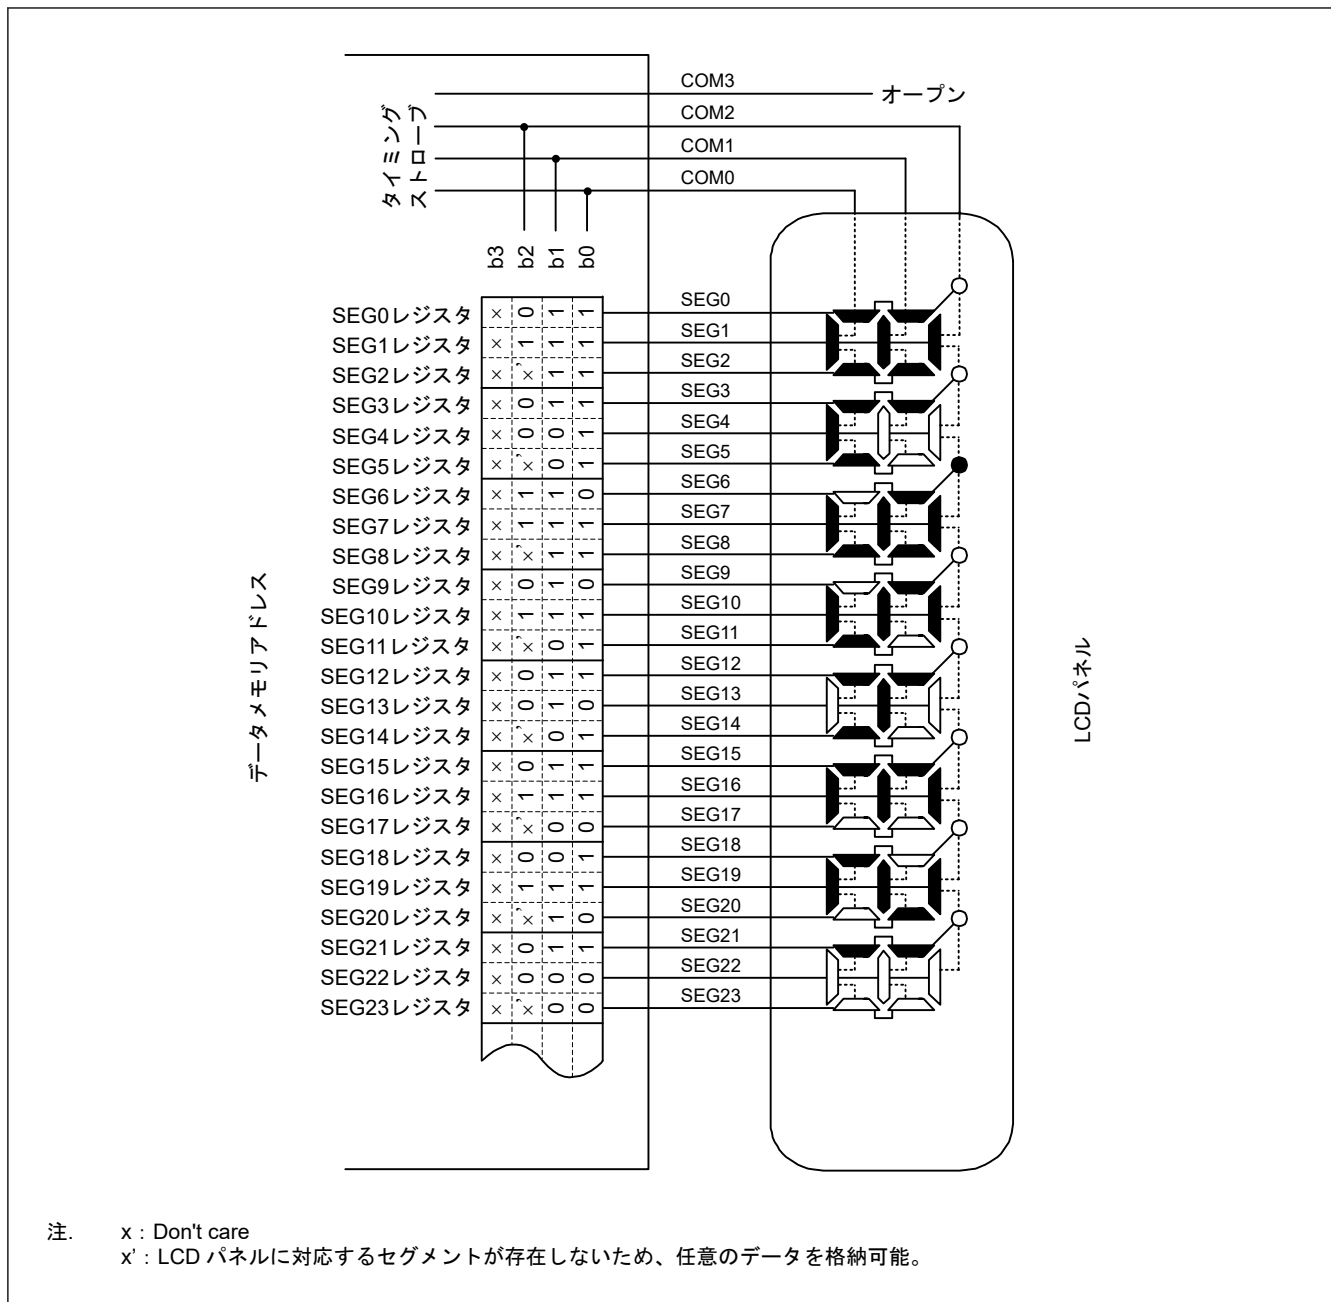 COM3
オープン
COM2
COM1
COM0
タイミング
ストローブ
b3 b2 b1 b0
SEG0レジスタ × 0 1 1 SEG0
SEG1レジスタ × 1 1 1 SEG1
SEG2レジスタ × ×' 1 1 SEG2
SEG3レジスタ × 0 1 1 SEG3
SEG4レジスタ × 0 0 1 SEG4
SEG5レジスタ × ×' 0 1 SEG5
SEG6レジスタ × 1 1 0 SEG6
SEG7レジスタ × 1 1 1 SEG7
SEG8レジスタ × ×' 1 1 SEG8
SEG9レジスタ × 0 1 0 SEG9
SEG10レジスタ × 1 1 1 SEG10
SEG11レジスタ × ×' 0 1 SEG11
SEG12レジスタ × 0 1 1 SEG12
SEG13レジスタ × 0 1 0 SEG13
SEG14レジスタ × ×' 0 1 SEG14
SEG15レジスタ × 0 1 1 SEG15
SEG16レジスタ × 1 1 1 SEG16
SEG17レジスタ × ×' 0 0 SEG17
SEG18レジスタ × 0 0 1 SEG18
SEG19レジスタ × 1 1 1 SEG19
SEG20レジスタ × ×' 1 0 SEG20
SEG21レジスタ × 0 1 1 SEG21
SEG22レジスタ × 0 0 0 SEG22
SEG23レジスタ × ×' 0 0 SEG23
データメモリアドレス
LCDパネル
注. x : Don't care
x' : LCD パネルに対応するセグメントが存在しないため、任意のデータを格納可能。